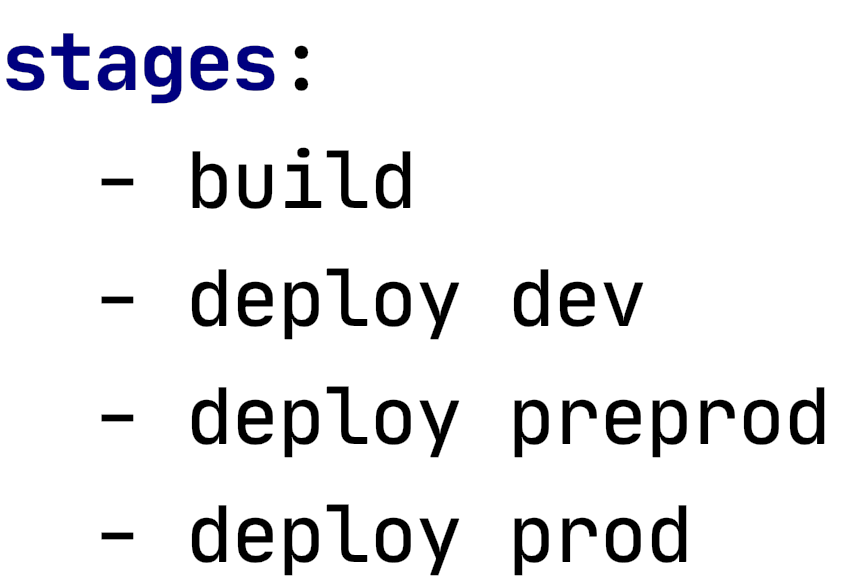 stages:
- build
- deploy dev
- deploy preprod
- deploy prod